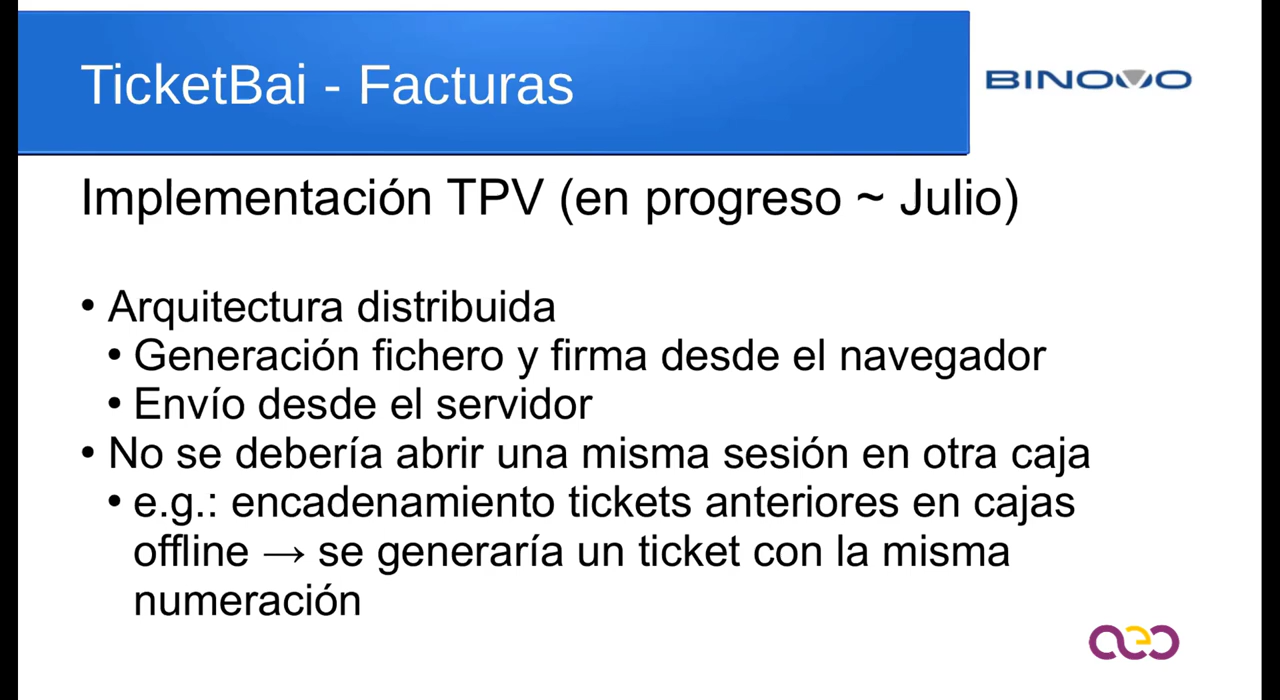 TicketBai - Facturas
BINOVO
Implementación TPV (en progreso ~ Julio)
• Arquitectura distribuida
• Generación fichero y firma desde el navegador
• Envío desde el servidor
• No se debería abrir una misma sesión en otra caja
• e.g.: encadenamiento tickets anteriores en cajas
offline → se generaría un ticket con la misma
numeración
aeo